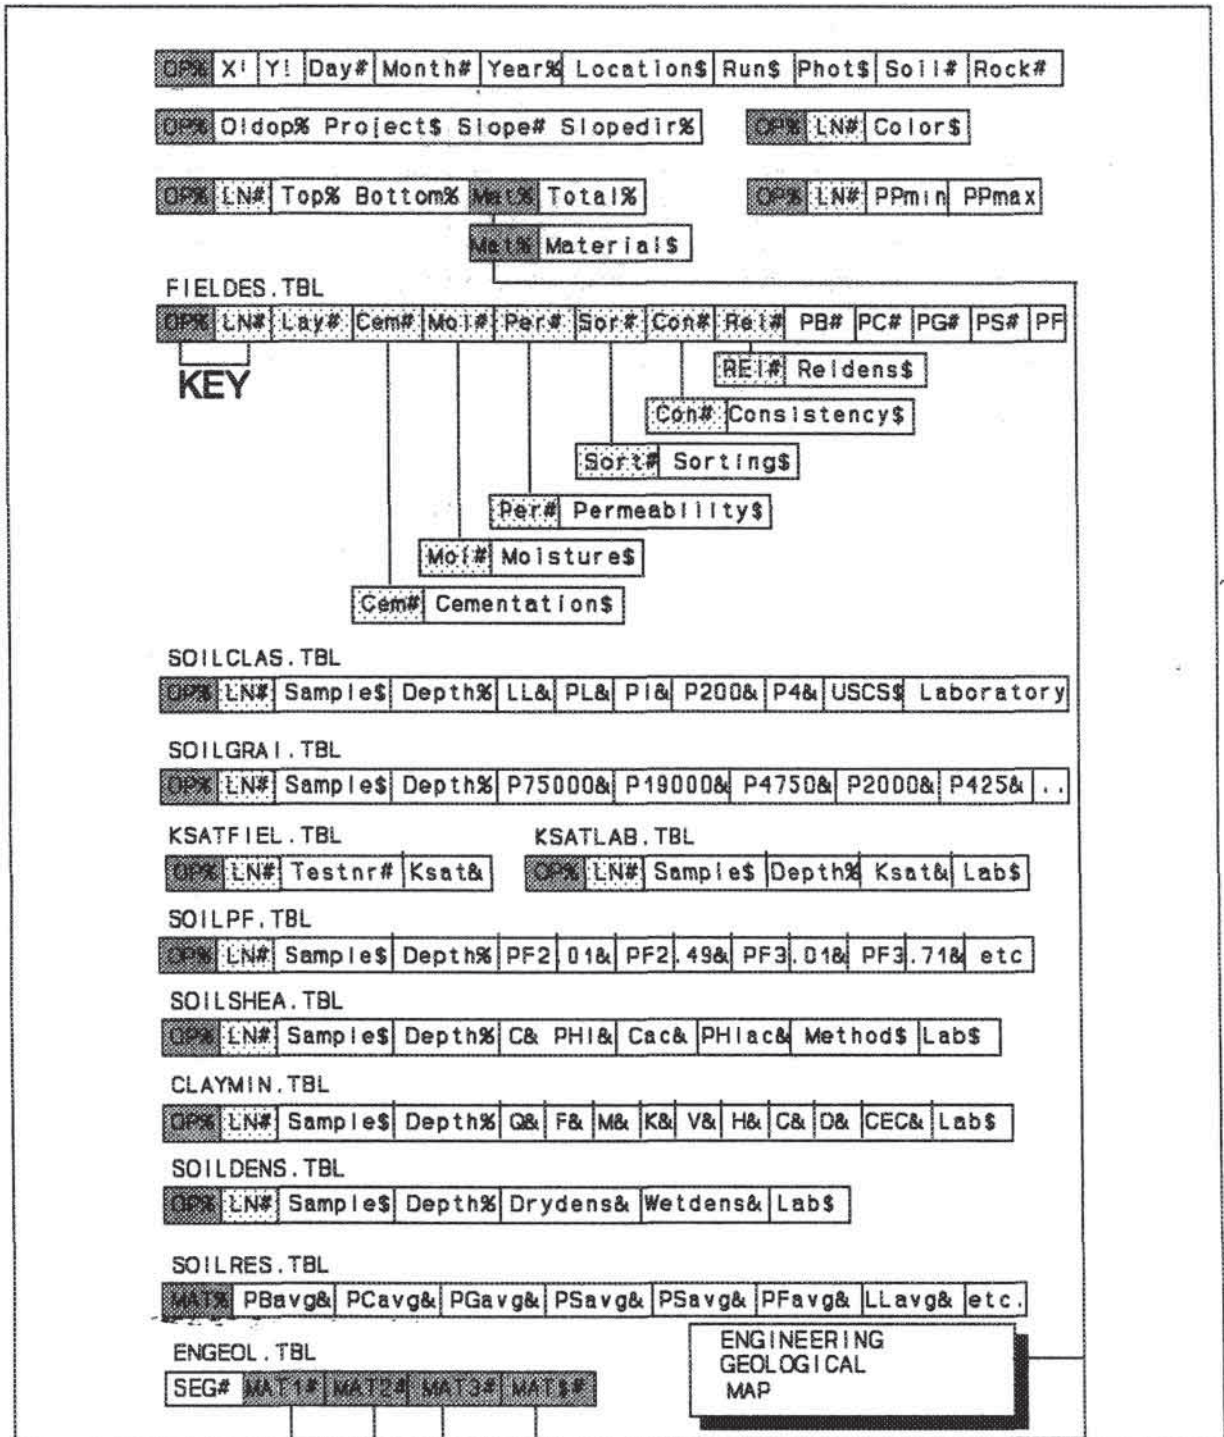 OP% X! Y! Day# Month# Year% Location$ Run$ Phot$ Soil# Rock#
OP% Oldop% Project$ Slope# Slopedir% OP% LN# Color$
OP% LN# Top% Bottom% Mat% Total% OP% LN# PPmin PPmax
Mat% Material$
FIELDES.TBL
OP% LN# Lay# Cem# Moi# Per# Sor# Con# Rel# PB# PC# PG# PS# PF
REl# Reldens$
KEY
Con# Consistency$
Sort# Sorting$
Per# Permeability$
Moi# Moisture$
Cem# Cementation$
SOILCLAS.TBL
OP% LN# Sample$ Depth% LL& PL& PI& P200& P4& USCS$ Laboratory
SOILGRAI.TBL
OP% LN# Sample$ Depth% P75000& P19000& P4750& P2000& P425& ..
KSATFIEL.TBL KSATLAB.TBL
OP% LN# Testnr# Ksat& OP% LN# Sample$ Depth% Ksat& Lab$
SOILPF.TBL
OP% LN# Sample$ Depth% PF2.01& PF2.49& PF3.01& PF3.71& etc
SOILSHEA.TBL
OP% LN# Sample$ Depth% C& PHI& Cac& PHIac& Method$ Lab$
CLAYMIN.TBL
OP% LN# Sample$ Depth% Q& F& M& K& V& H& C& D& CEC& Lab$
SOILDENS.TBL
OP% LN# Sample$ Depth% Drydens& Wetdens& Lab$
SOILRES.TBL
MAT% PBavg& PCavg& PGavg& PSavg& PSavg& PFavg& LLavg& etc.
ENGEOL.TBL
SEG# MAT1# MAT2# MAT3# MAT$#
ENGINEERING
GEOLOGICAL
MAP